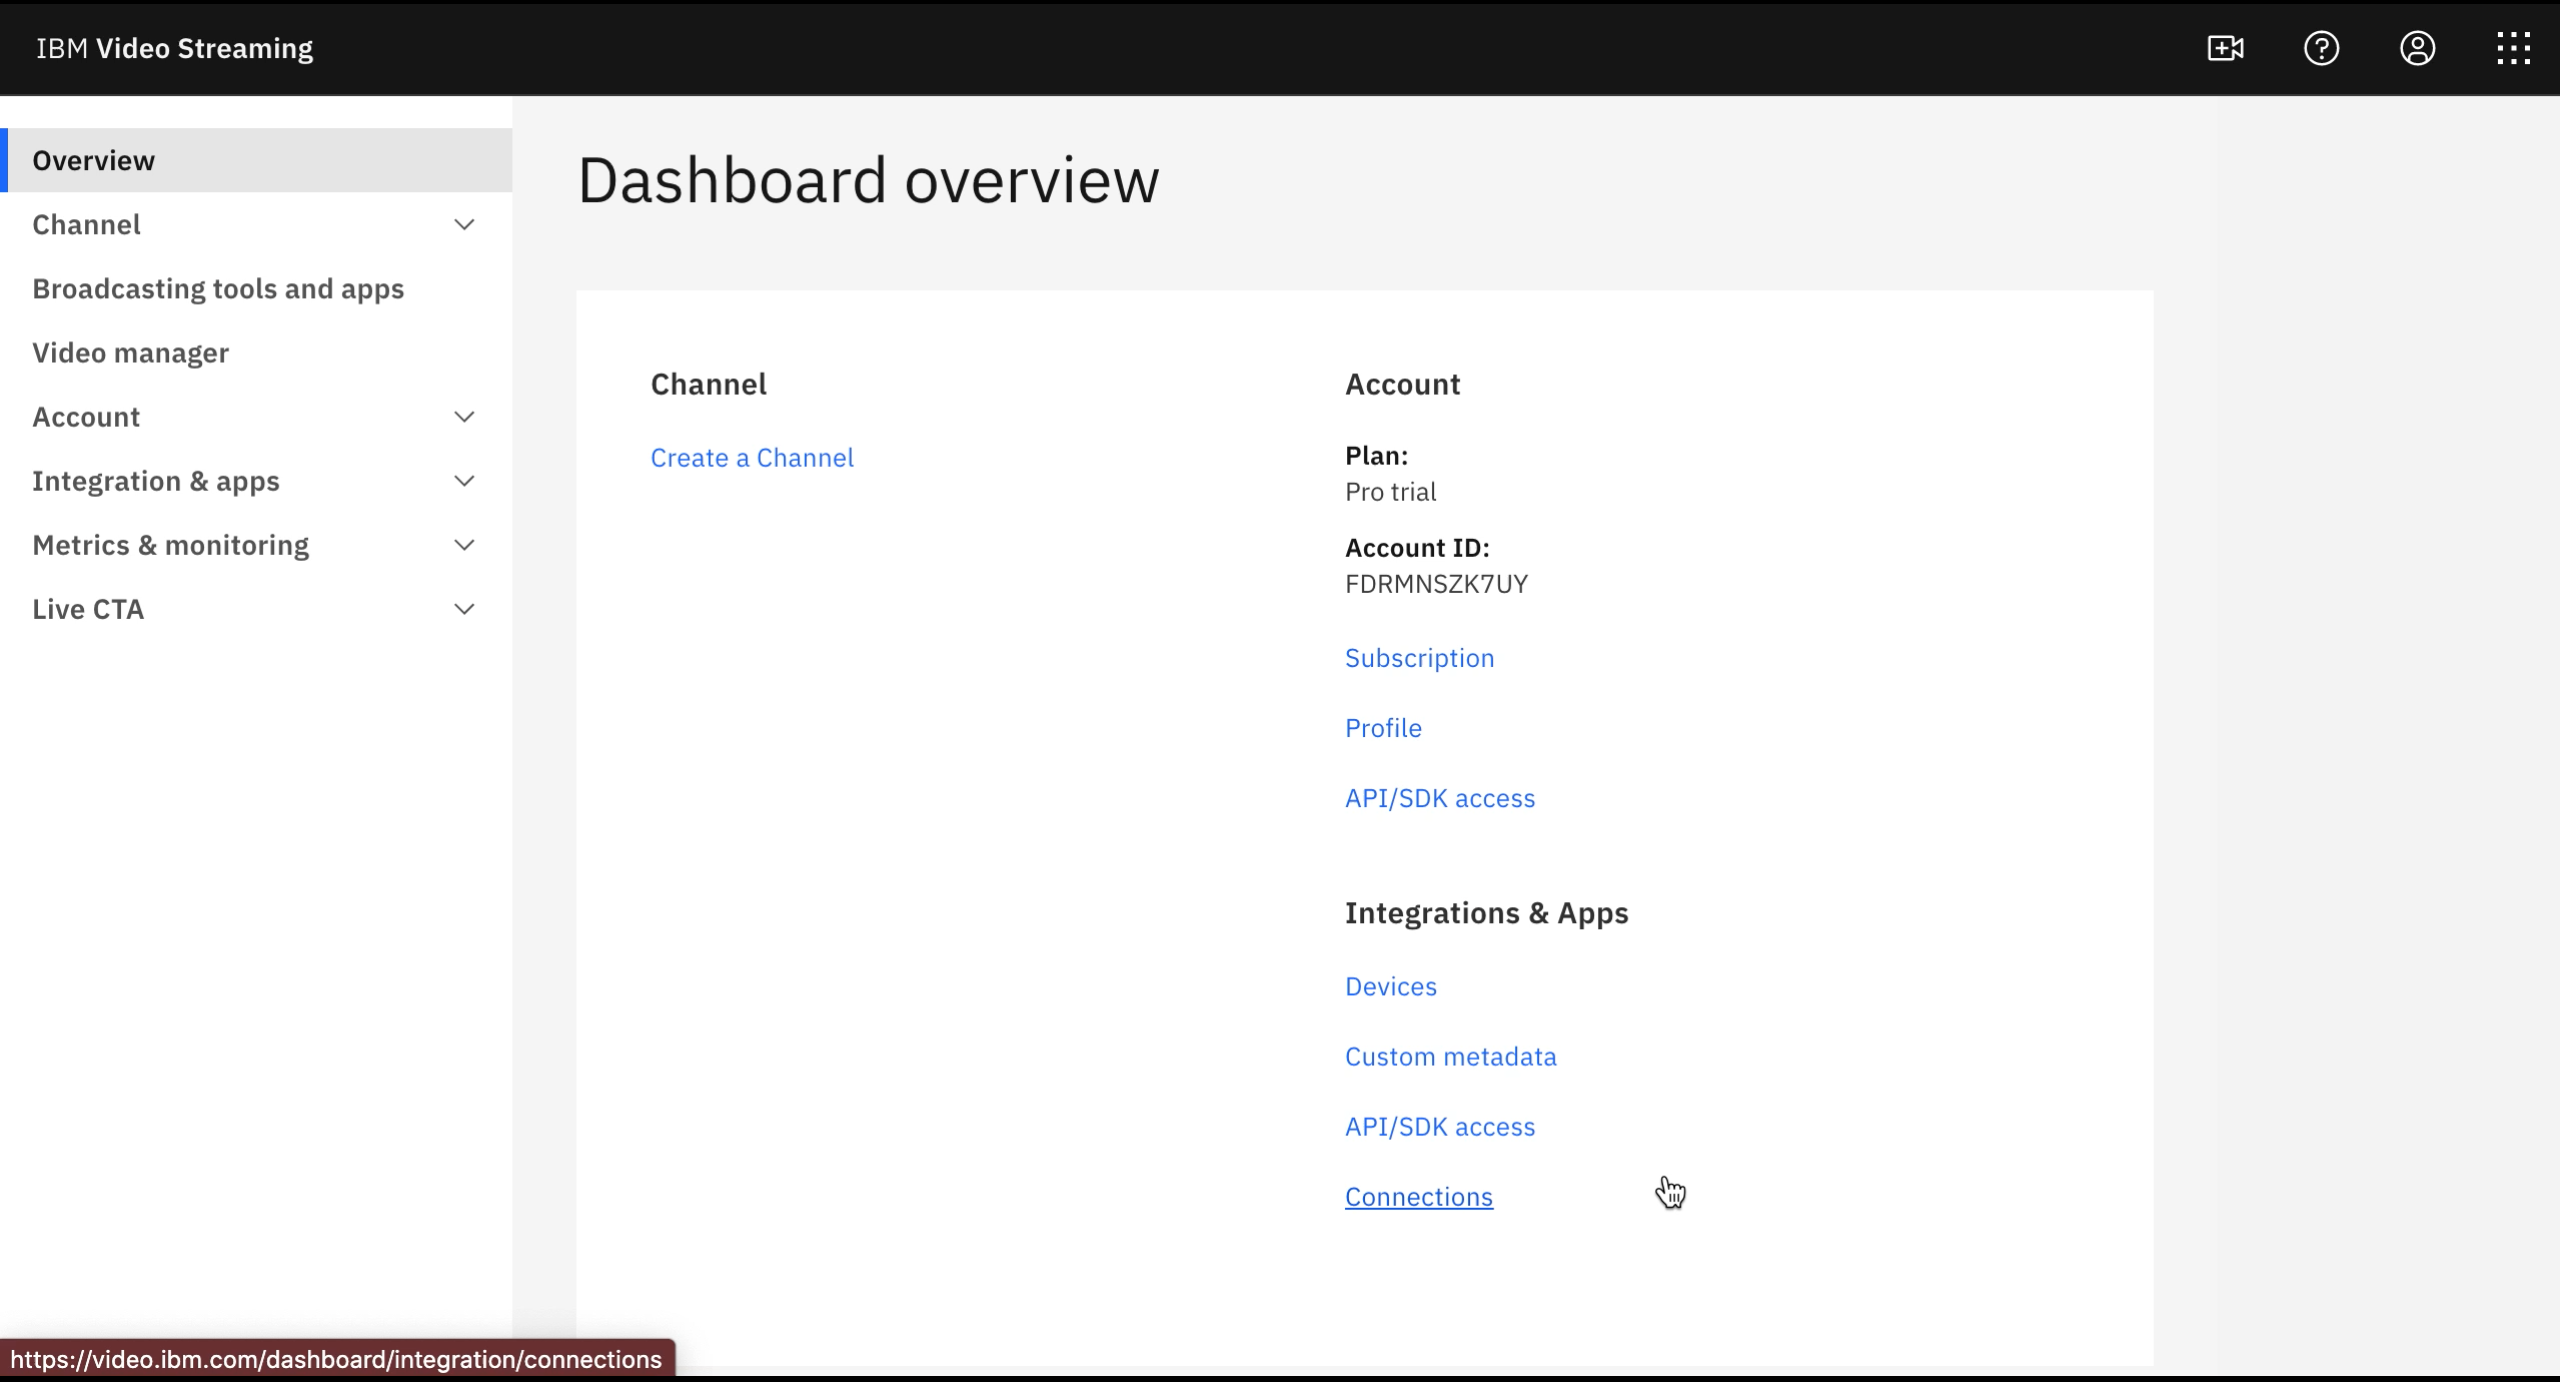 IBM Video Streaming
Overview
Channel
Broadcasting tools and apps
Video manager
Account
Integration & apps
Metrics & monitoring
Live CTA
Dashboard overview
Channel
Create a Channel
Account
Plan:
Pro trial
Account ID:
FDRMNSZK7UY
Subscription
Profile
API/SDK access
Integrations & Apps
Devices
Custom metadata
API/SDK access
Connections
https://video.ibm.com/dashboard/integration/connections